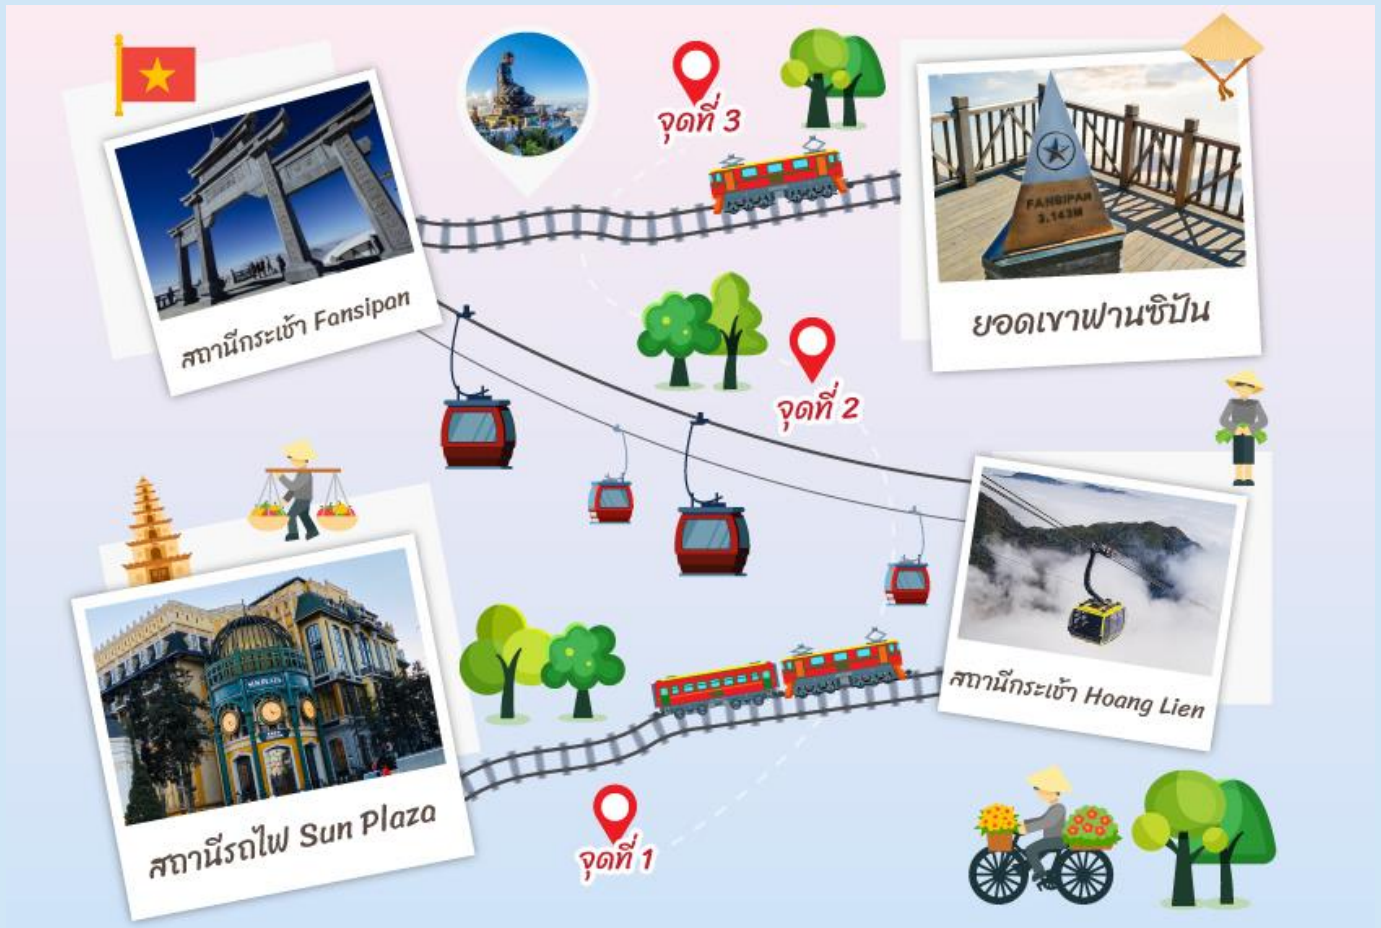 จุดที่ 3
FANSIPAN
3.143M
สถานีกระเช้า Fansipan
ยอดเขาฟานซิปัน
จุดที่ 2
SUN PLAZA
สถานีกระเช้า Hoang Lien
สถานีรถไฟ Sun Plaza
จุดที่ 1